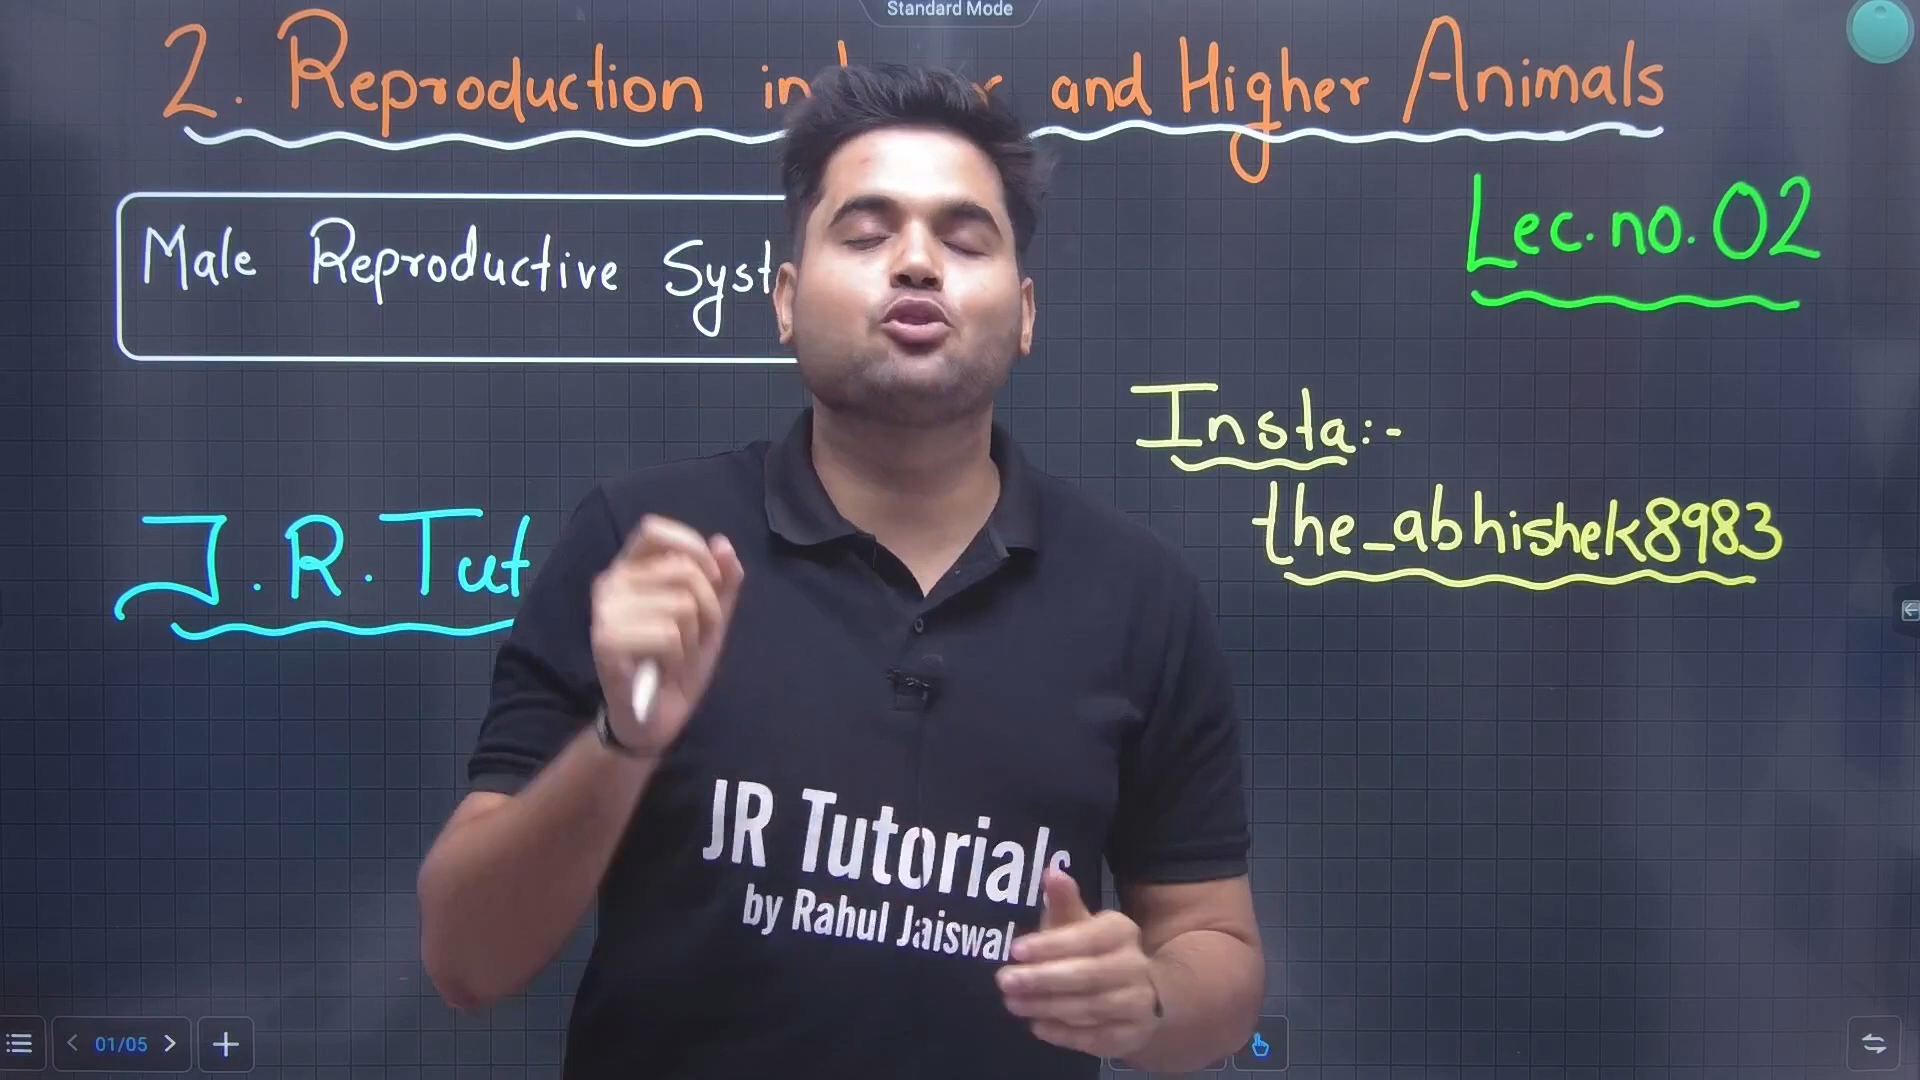 Standard Mode
2. Reproduction in and Higher Animals
Lec. no. 02
Male Reproductive Syst
Insta:-
the_abhishek8983
J.R.Tut
JR Tutorials
by Rahul Jaiswal
01/05